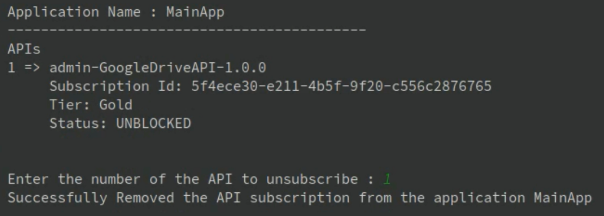 Application Name : MainApp
-------------------------------------------
APIs
1 => admin-GoogleDriveAPI-1.0.0
Subscription Id: 5f4ece30-e211-4b5f-9f20-c556c2876765
Tier: Gold
Status: UNBLOCKED
Enter the number of the API to unsubscribe : 1
Successfully Removed the API subscription from the application MainApp